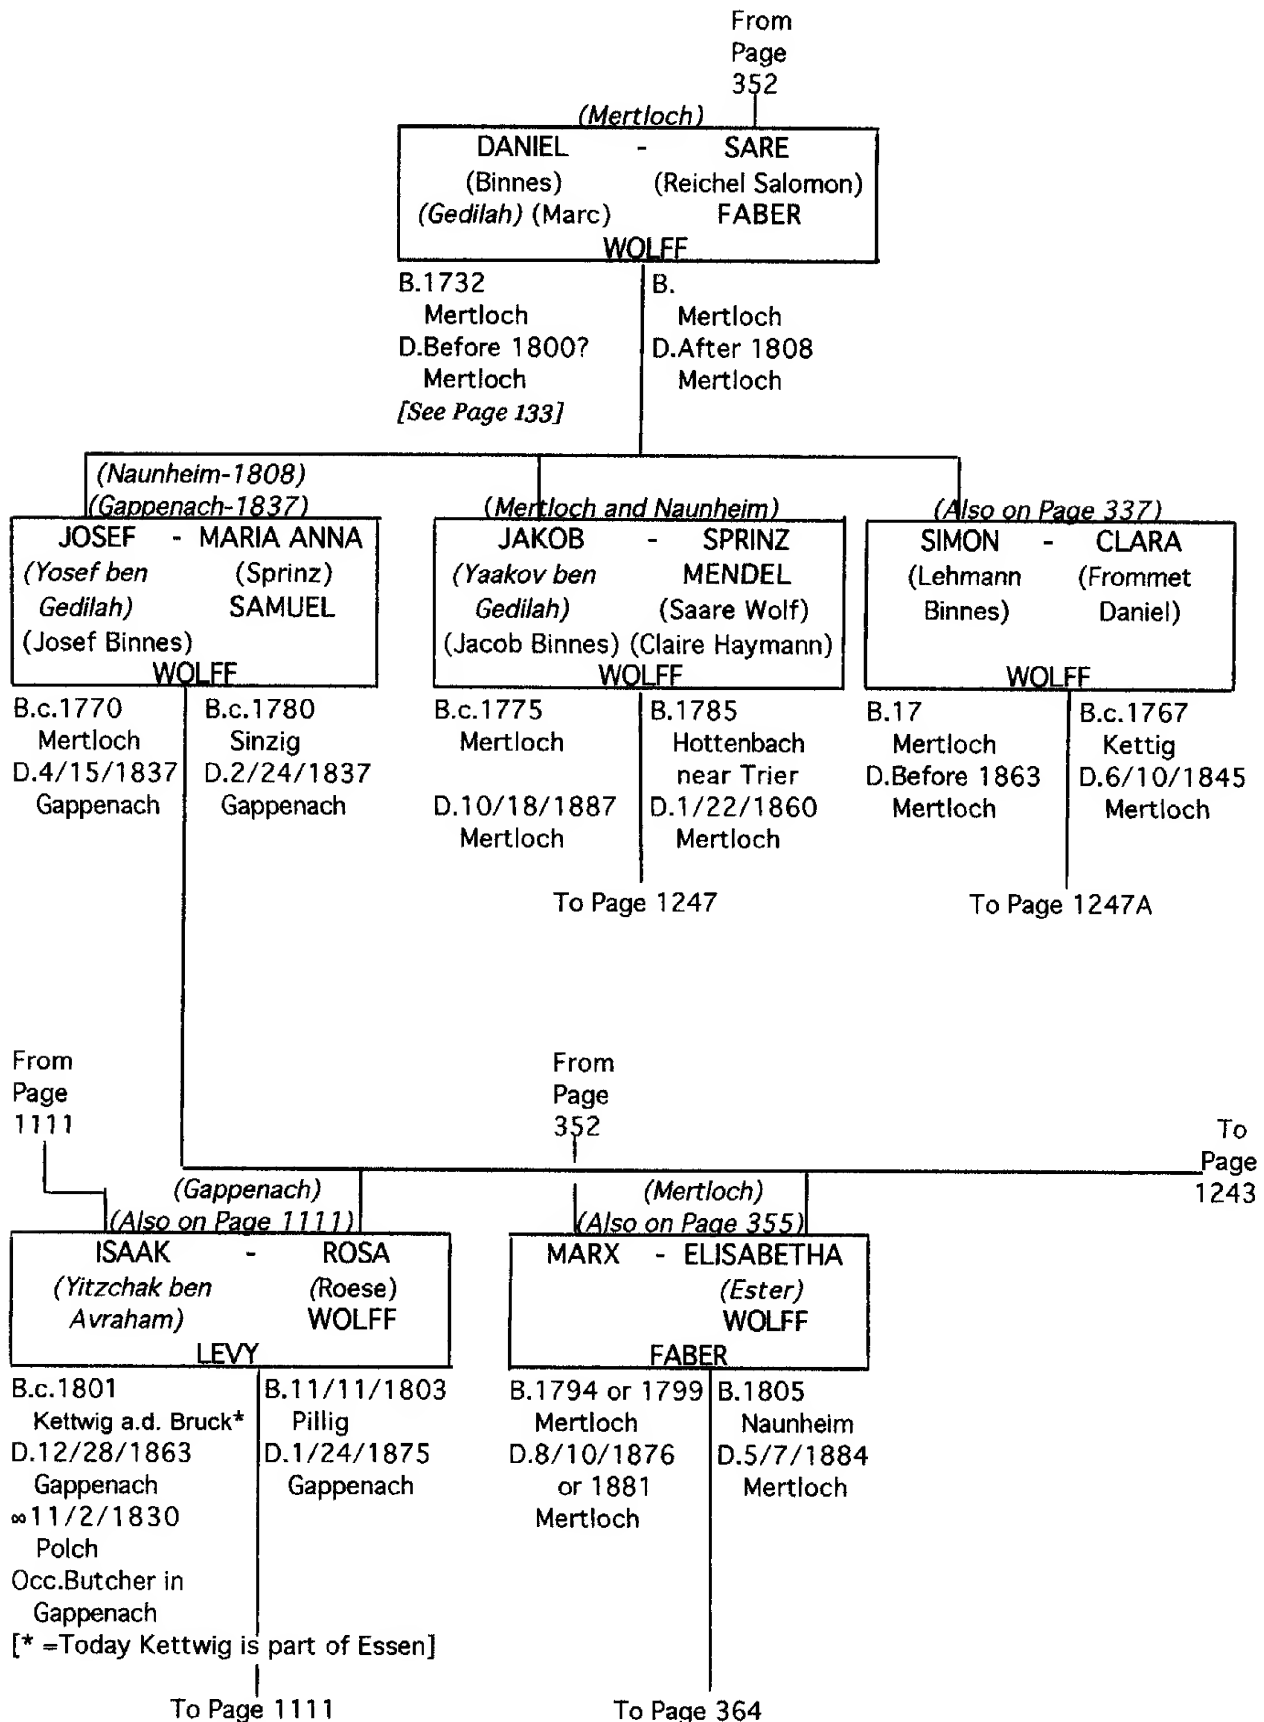 From
Page
352
(Mertloch)
DANIEL - SARE
(Binnes) (Reichel Salomon)
(Gedilah) (Marc) FABER
WOLFF
B.1732 B.
Mertloch Mertloch
D.Before 1800? D.After 1808
Mertloch Mertloch
[See Page 133]
(Naunheim-1808)
(Gappenach-1837)
JOSEF - MARIA ANNA
(Yosef ben (Sprinz)
Gedilah) SAMUEL
(Josef Binnes)
WOLFF
B.c.1770 B.c.1780
Mertloch Sinzig
D.4/15/1837 D.2/24/1837
Gappenach Gappenach
(Mertloch and Naunheim)
JAKOB - SPRINZ
(Yaakov ben MENDEL
Gedilah) (Saare Wolf)
(Jacob Binnes) (Claire Haymann)
WOLFF
B.c.1775 B.1785
Mertloch Hottenbach
near Trier
D.10/18/1887 D.1/22/1860
Mertloch Mertloch
To Page 1247
(Also on Page 337)
SIMON - CLARA
(Lehmann (Frommet
Binnes) Daniel)
WOLFF
B.17 B.c.1767
Mertloch Kettig
D.Before 1863 D.6/10/1845
Mertloch Mertloch
To Page 1247A
From
Page
1111
From
Page
352
To
Page
1243
(Gappenach)
(Also on Page 1111)
ISAAK - ROSA
(Yitzchak ben (Roese)
Avraham) WOLFF
LEVY
B.c.1801 B.11/11/1803
Kettwig a.d. Bruck* Pillig
D.12/28/1863 D.1/24/1875
Gappenach Gappenach
∞11/2/1830
Polch
Occ.Butcher in
Gappenach
[* =Today Kettwig is part of Essen]
To Page 1111
(Mertloch)
(Also on Page 355)
MARX - ELISABETHA
(Ester)
WOLFF
FABER
B.1794 or 1799 B.1805
Mertloch Naunheim
D.8/10/1876 D.5/7/1884
or 1881 Mertloch
Mertloch
To Page 364